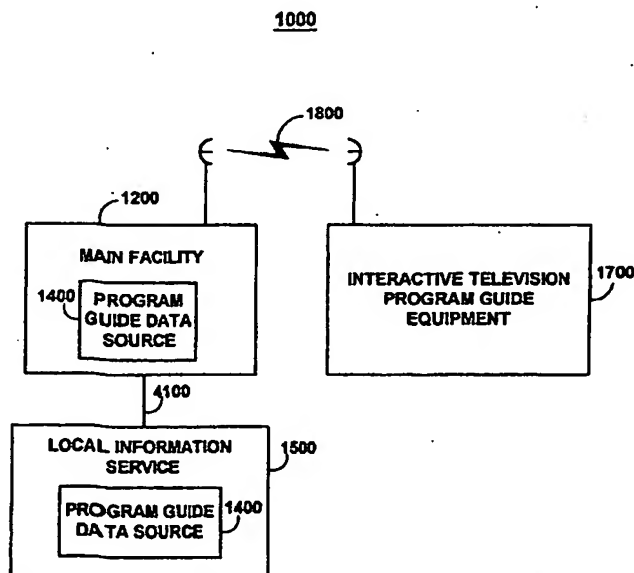 1000
1800
1200
MAIN FACILITY
1400
PROGRAM
GUIDE DATA
SOURCE
INTERACTIVE TELEVISION
PROGRAM GUIDE
EQUIPMENT
1700
4100
LOCAL INFORMATION
SERVICE
1500
PROGRAM GUIDE
DATA SOURCE
1400